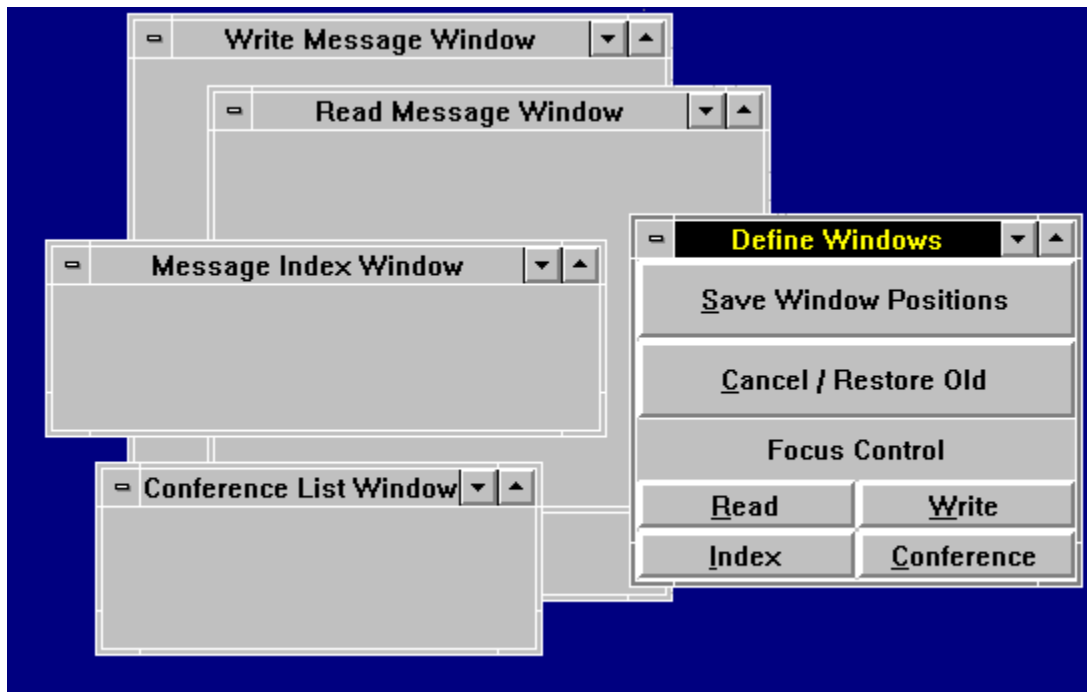 Write Message Window
Read Message Window
Define Windows
Message Index Window
Save Window Positions
Cancel / Restore Old
Focus Control
Conference List Window
Read
Write
Index
Conference